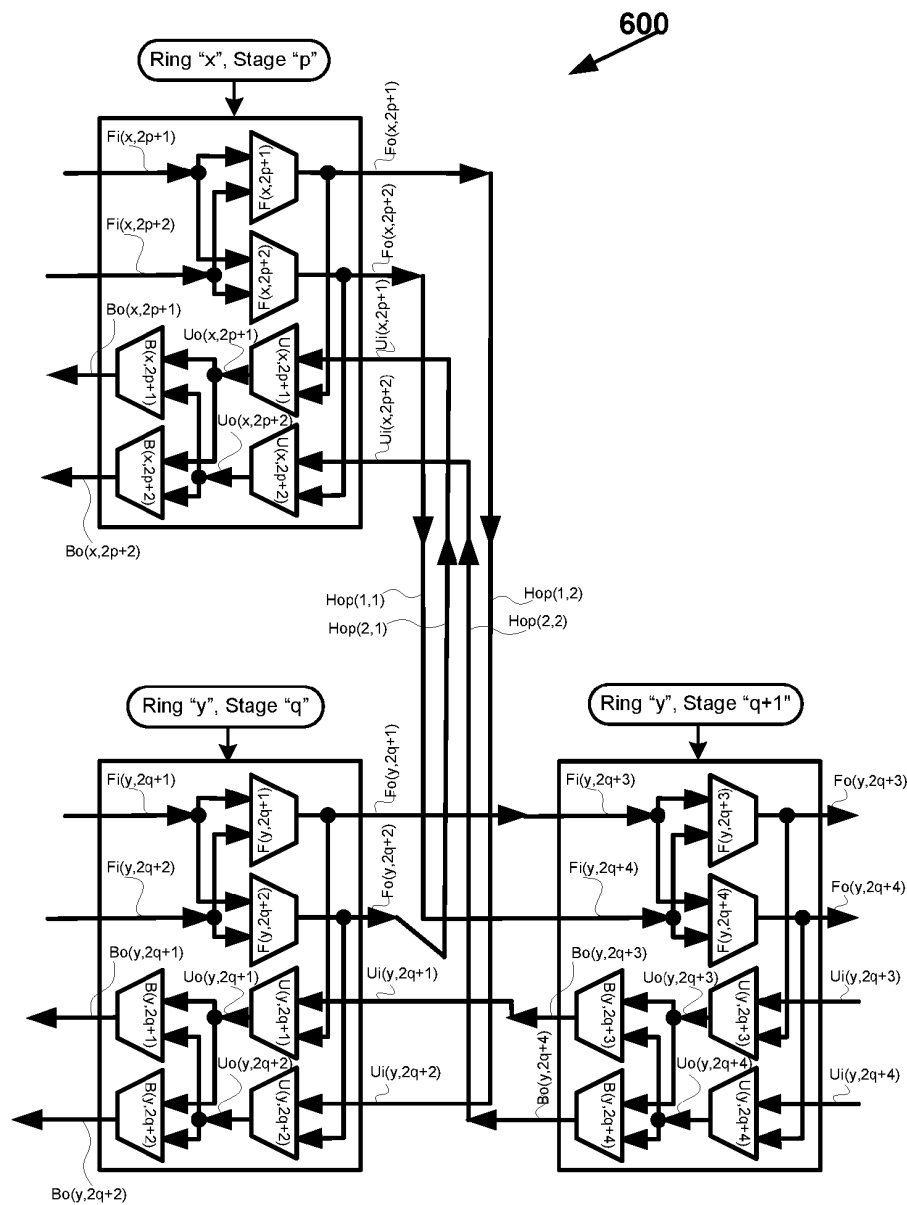 600
Ring “x”, Stage “p”
Fi(x,2p+1)
F(x,2p+1)
Fo(x,2p+1)
Fi(x,2p+2)
F(x,2p+2)
Fo(x,2p+2)
Bo(x,2p+1)
Uo(x,2p+1)
Ui(x,2p+1)
B(x,2p+1)
U(x,2p+1)
Uo(x,2p+2)
Ui(x,2p+2)
B(x,2p+2)
U(x,2p+2)
Bo(x,2p+2)
Hop(1,1)
Hop(1,2)
Hop(2,1)
Hop(2,2)
Ring “y”, Stage “q”
Ring “y”, Stage “q+1"
Fi(y,2q+1)
F(y,2q+1)
Fo(y,2q+1)
Fi(y,2q+3)
F(y,2q+3)
Fo(y,2q+3)
Fi(y,2q+2)
F(y,2q+2)
Fo(y,2q+2)
Fi(y,2q+4)
F(y,2q+4)
Fo(y,2q+4)
Bo(y,2q+1)
Uo(y,2q+1)
Ui(y,2q+1)
Bo(y,2q+3)
Uo(y,2q+3)
Ui(y,2q+3)
B(y,2q+1)
U(y,2q+1)
B(y,2q+3)
U(y,2q+3)
Uo(y,2q+2)
Ui(y,2q+2)
Bo(y,2q+4)
Uo(y,2q+4)
Ui(y,2q+4)
B(y,2q+2)
U(y,2q+2)
B(y,2q+4)
U(y,2q+4)
Bo(y,2q+2)